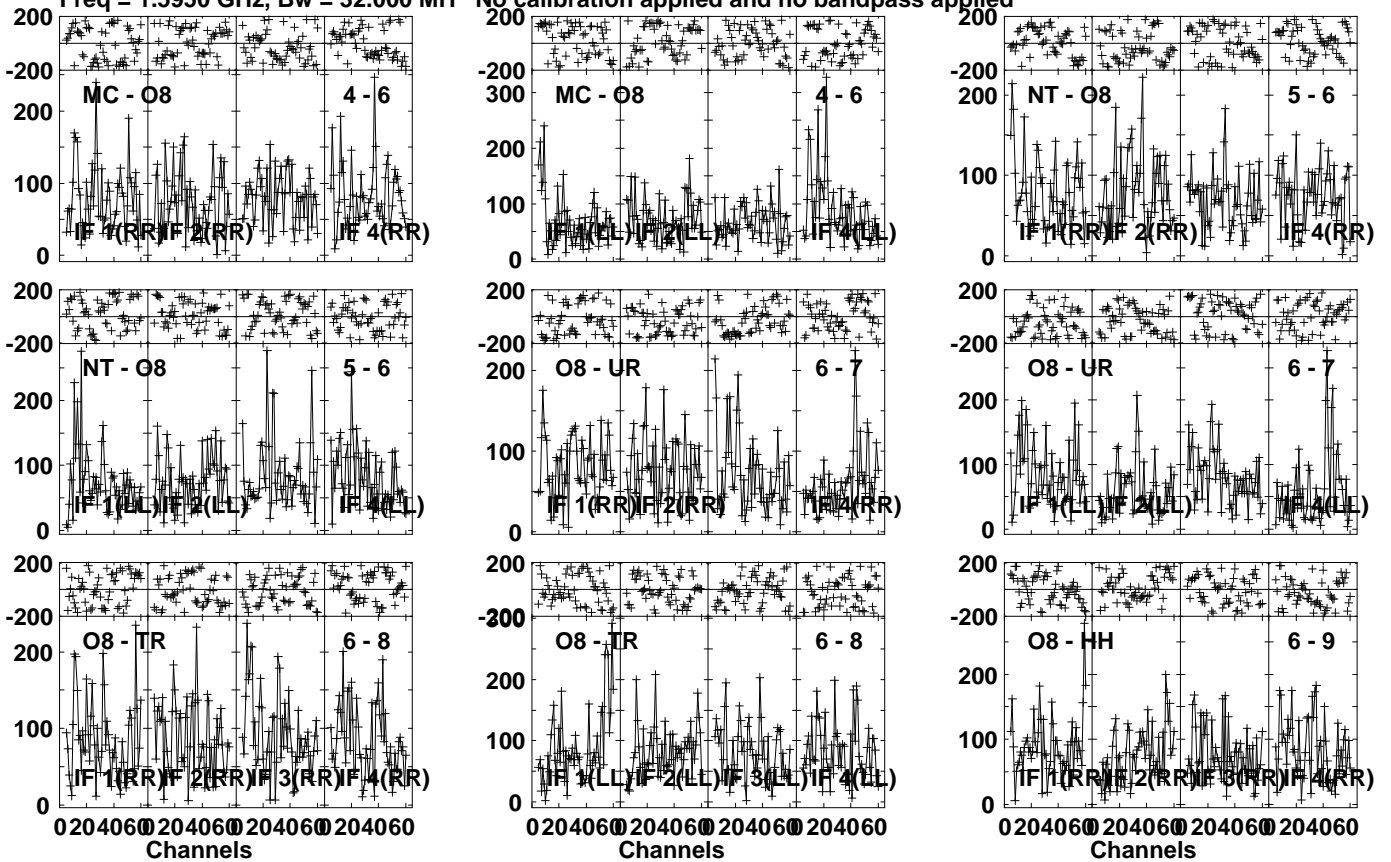 Freq = 1.5950 GHz, Bw = 32.000 MH No calibration applied and no bandpass applied
200
-200
MC - O8
4 - 6
200
100
0
IF 1(RR)
IF 2(RR)
IF 4(RR)
200
-200
MC - O8
4 - 6
300
200
100
0
IF 1(LL)
IF 2(LL)
IF 4(LL)
200
-200
NT - O8
5 - 6
200
100
0
IF 1(RR)
IF 2(RR)
IF 4(RR)
200
-200
NT - O8
5 - 6
200
100
0
IF 1(LL)
IF 2(LL)
IF 4(LL)
200
-200
O8 - UR
6 - 7
200
100
0
IF 1(RR)
IF 2(RR)
IF 4(RR)
200
-200
O8 - UR
6 - 7
200
100
0
IF 1(LL)
IF 2(LL)
IF 4(LL)
200
-200
O8 - TR
6 - 8
200
100
0
IF 1(RR)
IF 2(RR)
IF 3(RR)
IF 4(RR)
0 20 40 60 0 20 40 60 0 20 40 60 0 20 40 60
Channels
200
-200
300
O8 - TR
6 - 8
200
100
0
IF 1(LL)
IF 2(LL)
IF 3(LL)
IF 4(LL)
0 20 40 60 0 20 40 60 0 20 40 60 0 20 40 60
Channels
200
-200
O8 - HH
6 - 9
200
100
0
IF 1(RR)
IF 2(RR)
IF 3(RR)
IF 4(RR)
0 20 40 60 0 20 40 60 0 20 40 60 0 20 40 60
Channels